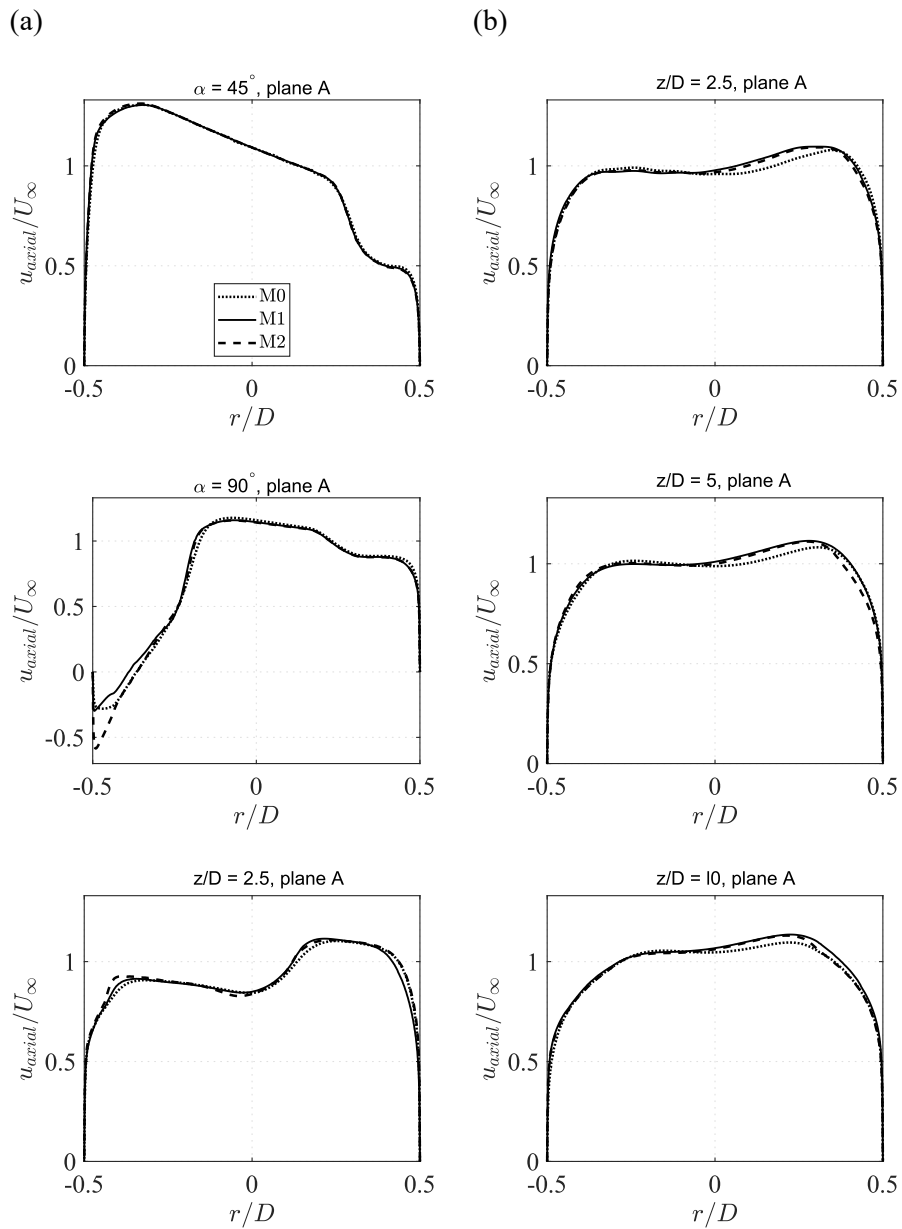 (a)
(b)
α = 45°, plane A
u_axial/U_∞
1
0.5
0
M0
M1
M2
-0.5 0 0.5
r/D
z/D = 2.5, plane A
u_axial/U_∞
1
0.5
0
-0.5 0 0.5
r/D
α = 90°, plane A
u_axial/U_∞
1
0.5
0
-0.5
-0.5 0 0.5
r/D
z/D = 5, plane A
u_axial/U_∞
1
0.5
0
-0.5 0 0.5
r/D
z/D = 2.5, plane A
u_axial/U_∞
1
0.5
0
-0.5 0 0.5
r/D
z/D = l0, plane A
u_axial/U_∞
1
0.5
0
-0.5 0 0.5
r/D